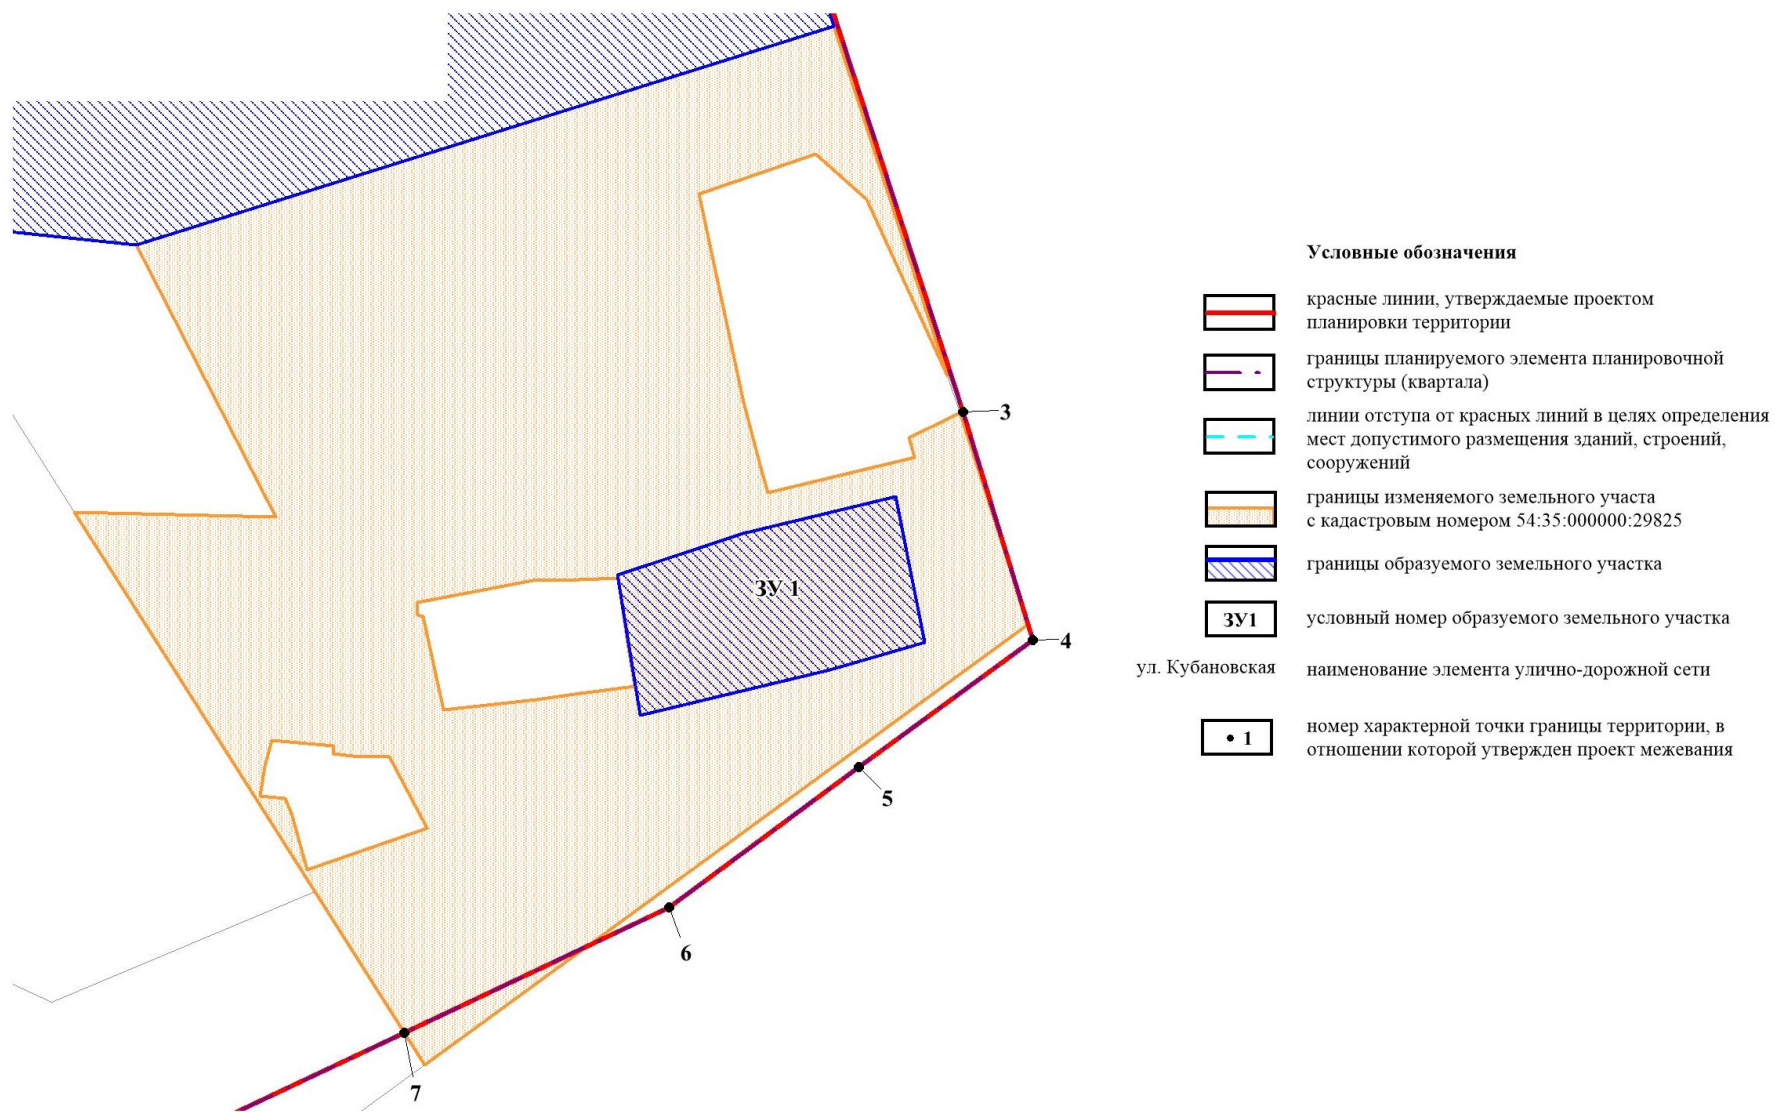 3
ЗУ 1
4
5
6
7
Условные обозначения
красные линии, утверждаемые проектом
планировки территории
границы планируемого элемента планировочной
структуры (квартала)
линии отступа от красных линий в целях определения
мест допустимого размещения зданий, строений,
сооружений
границы изменяемого земельного участа
с кадастровым номером 54:35:000000:29825
границы образуемого земельного участка
ЗУ1 условный номер образуемого земельного участка
ул. Кубановская наименование элемента улично-дорожной сети
номер характерной точки границы территории, в
• 1
отношении которой утвержден проект межевания